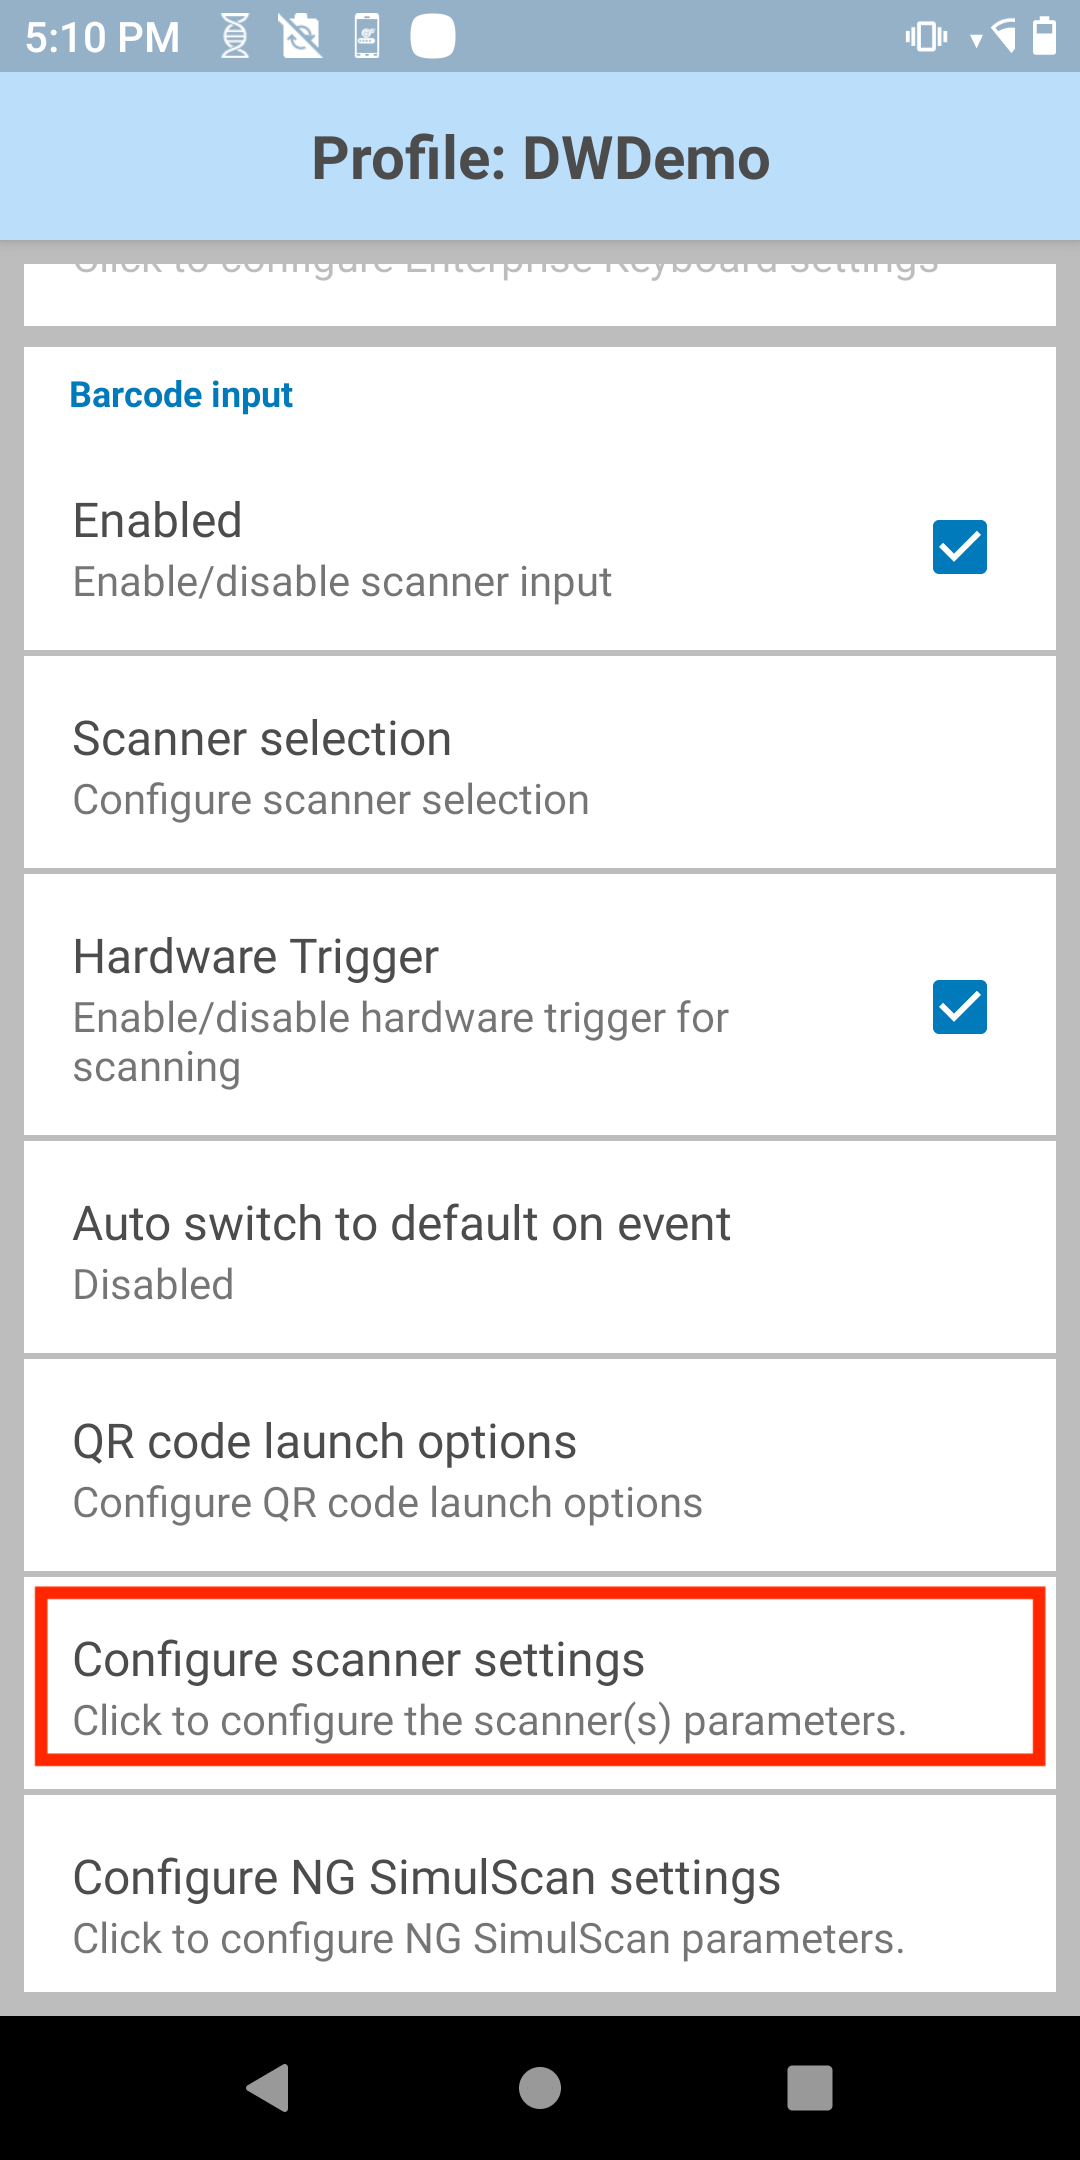 5:10 PM
Profile: DWDemo
Click to configure Enterprise Keyboard settings
Barcode input
Enabled
Enable/disable scanner input
Scanner selection
Configure scanner selection
Hardware Trigger
Enable/disable hardware trigger for
scanning
Auto switch to default on event
Disabled
QR code launch options
Configure QR code launch options
Configure scanner settings
Click to configure the scanner(s) parameters.
Configure NG SimulScan settings
Click to configure NG SimulScan parameters.